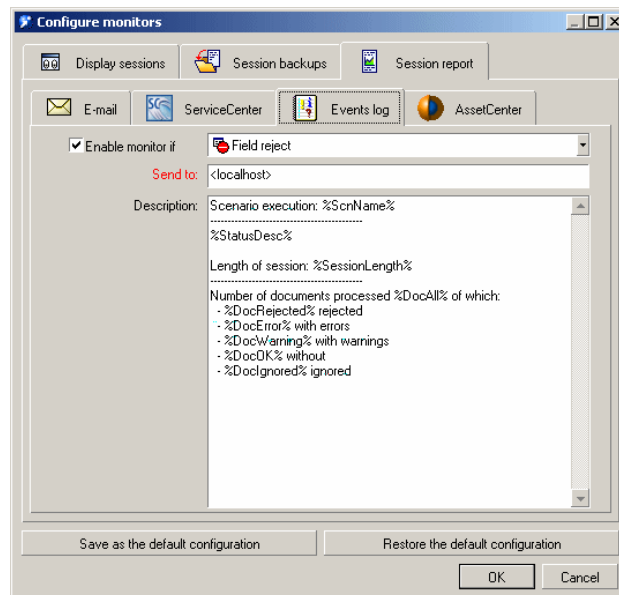 Configure monitors
Display sessions Session backups Session report
E-mail ServiceCenter Events log AssetCenter
Enable monitor if Field reject
Send to: <localhost>
Description: Scenario execution: %ScnName%
--------------------------------------------
%StatusDesc%
Length of session: %SessionLength%
--------------------------------------------
Number of documents processed %DocAll% of which:
- %DocRejected% rejected
- %DocError% with errors
- %DocWarning% with warnings
- %DocOK% without
- %DocIgnored% ignored
Save as the default configuration Restore the default configuration
OK Cancel